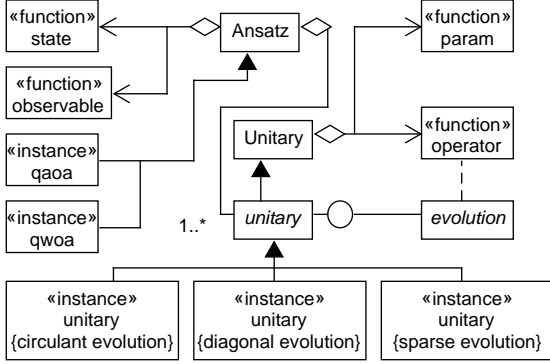 «function»
state
Ansatz
«function»
param
«function»
observable
Unitary
«function»
operator
«instance»
qaoa
«instance»
qwoa
1..*
unitary
evolution
«instance»
unitary
{circulant evolution}
«instance»
unitary
{diagonal evolution}
«instance»
unitary
{sparse evolution}